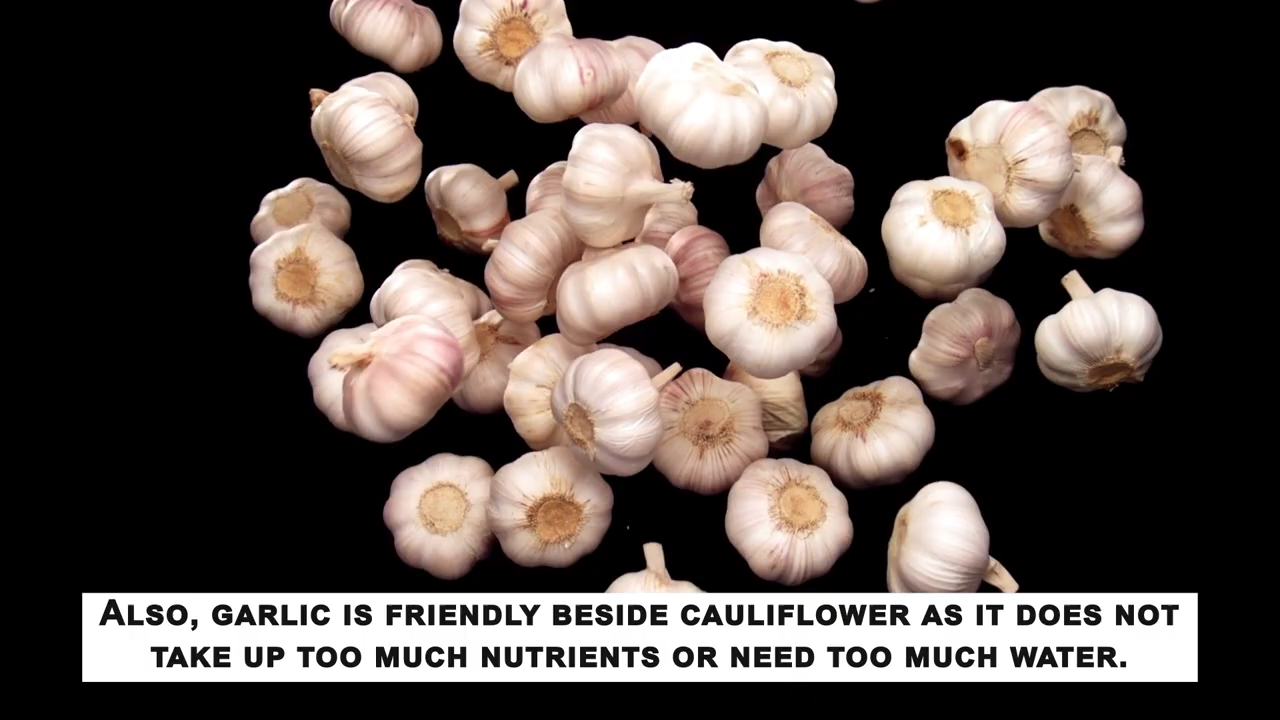 Also, garlic is friendly beside cauliflower as it does not
take up too much nutrients or need too much water.